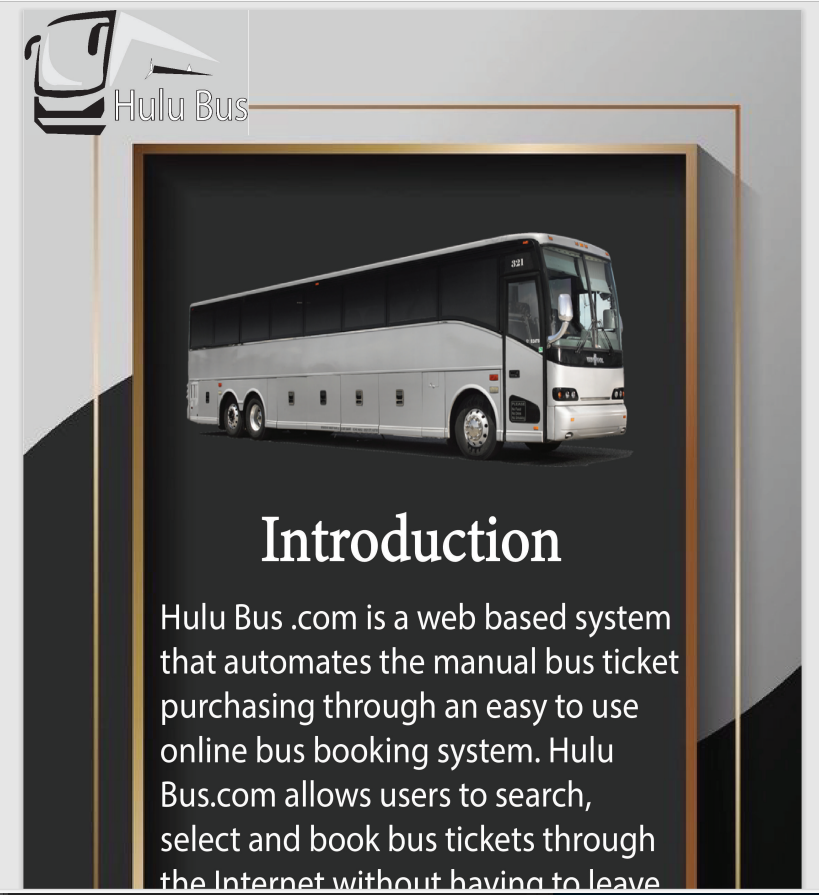 Hulu Bus
321
Introduction
Hulu Bus .com is a web based system
that automates the manual bus ticket
purchasing through an easy to use
online bus booking system. Hulu
Bus.com allows users to search,
select and book bus tickets through
the Internet without having to leave